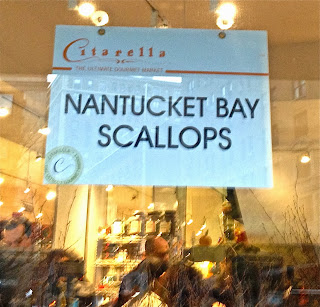 Citarella
THE ULTIMATE GOURMET MARKET
NANTUCKET BAY
SCALLOPS